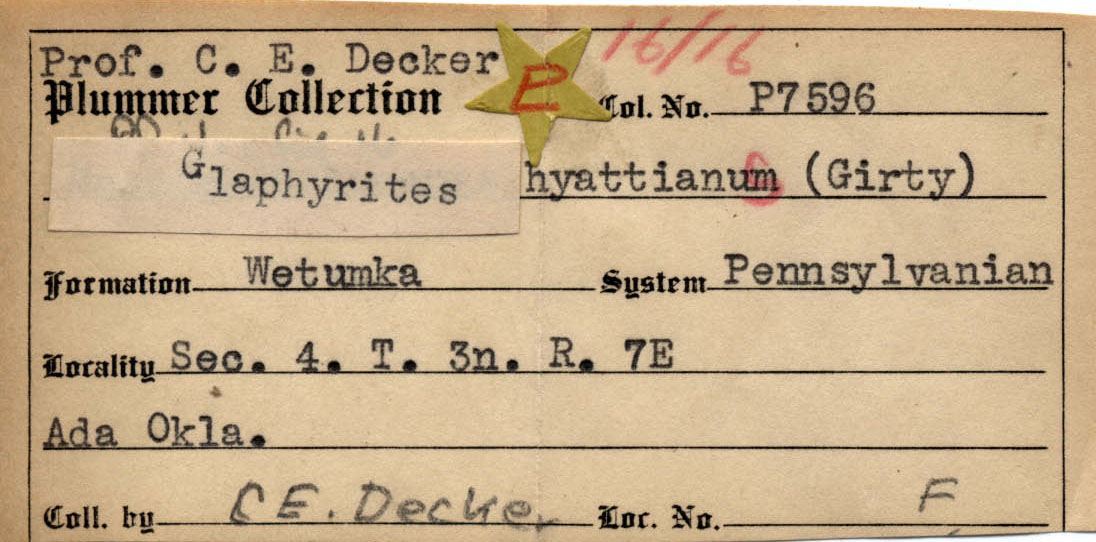 Prof. C. E. Decker
16/16
P
Plummer Collection Col. No. P7596
Glaphyrites hyattianum s (Girty)
Formation Wetumka System Pennsylvanian
Locality Sec. 4. T. 3n. R. 7E
Ada Okla.
Coll. by C E. Decker Loc. No. F